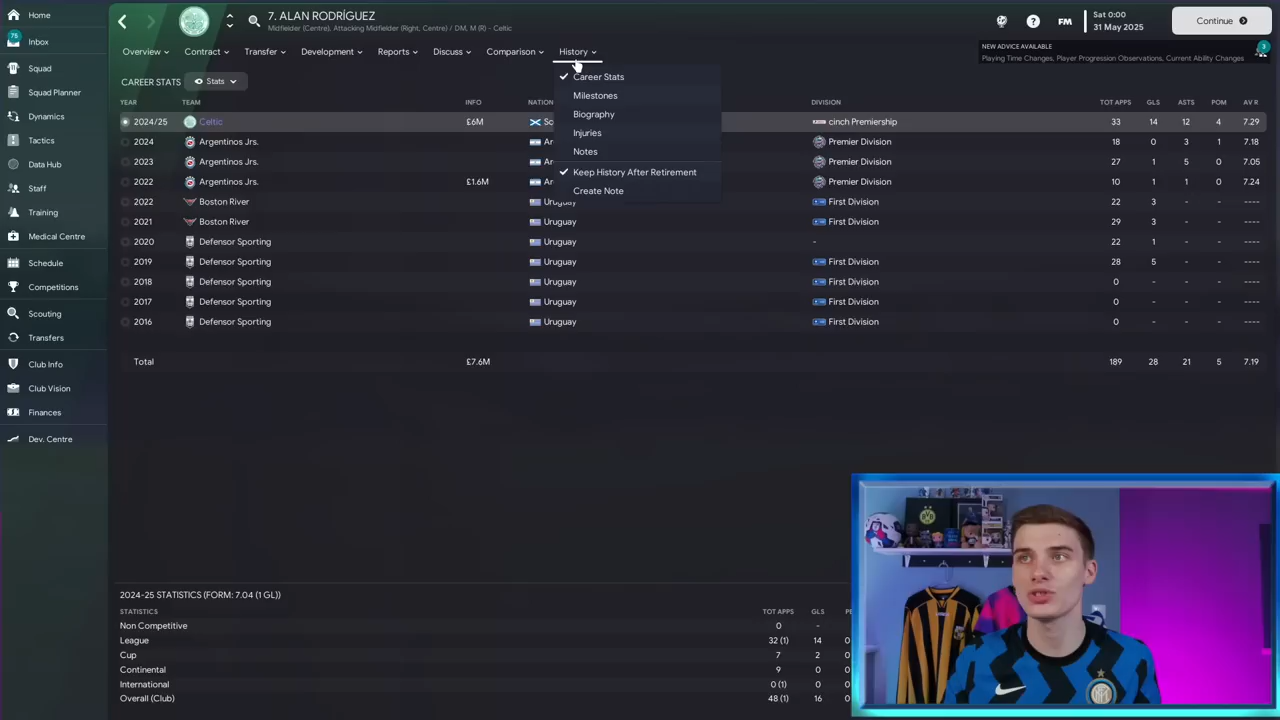 Home
75
Inbox
Squad
Squad Planner
Dynamics
Tactics
Data Hub
Staff
Training
Medical Centre
Schedule
Competitions
Scouting
Transfers
Club Info
Club Vision
Finances
Dev. Centre
7. ALAN RODRÍGUEZ
Midfielder (Centre), Attacking Midfielder (Right, Centre) / DM, M (R) - Celtic
? FM Sat 0:00
31 May 2025
Continue
Overview Contract Transfer Development Reports Discuss Comparison History
NEW ADVICE AVAILABLE 3
Playing Time Changes, Player Progression Observations, Current Ability Changes
CAREER STATS Stats
Career Stats
Milestones
Biography
Injuries
Notes
Keep History After Retirement
Create Note
YEAR TEAM INFO NATION DIVISION TOT APPS GLS ASTS POM AV R
2024/25 Celtic £6M Sc cinch Premiership 33 14 12 4 7.29
2024 Argentinos Jrs. Ar Premier Division 18 0 3 1 7.18
2023 Argentinos Jrs. Ar Premier Division 27 1 5 0 7.05
2022 Argentinos Jrs. £1.6M Ar Premier Division 10 1 1 0 7.24
2022 Boston River Uruguay First Division 22 3 - - ----
2021 Boston River Uruguay First Division 29 3 - - ----
2020 Defensor Sporting Uruguay - 22 1 - - ----
2019 Defensor Sporting Uruguay First Division 28 5 - - ----
2018 Defensor Sporting Uruguay First Division 0 - - - ----
2017 Defensor Sporting Uruguay First Division 0 - - - ----
2016 Defensor Sporting Uruguay First Division 0 - - - ----
Total £7.6M 189 28 21 5 7.19
2024-25 STATISTICS (FORM: 7.04 (1 GL))
STATISTICS TOT APPS GLS
Non Competitive 0 -
League 32 (1) 14 0
Cup 7 2 0
Continental 9 0 0
International 0 (1) 0 0
Overall (Club) 48 (1) 16 0